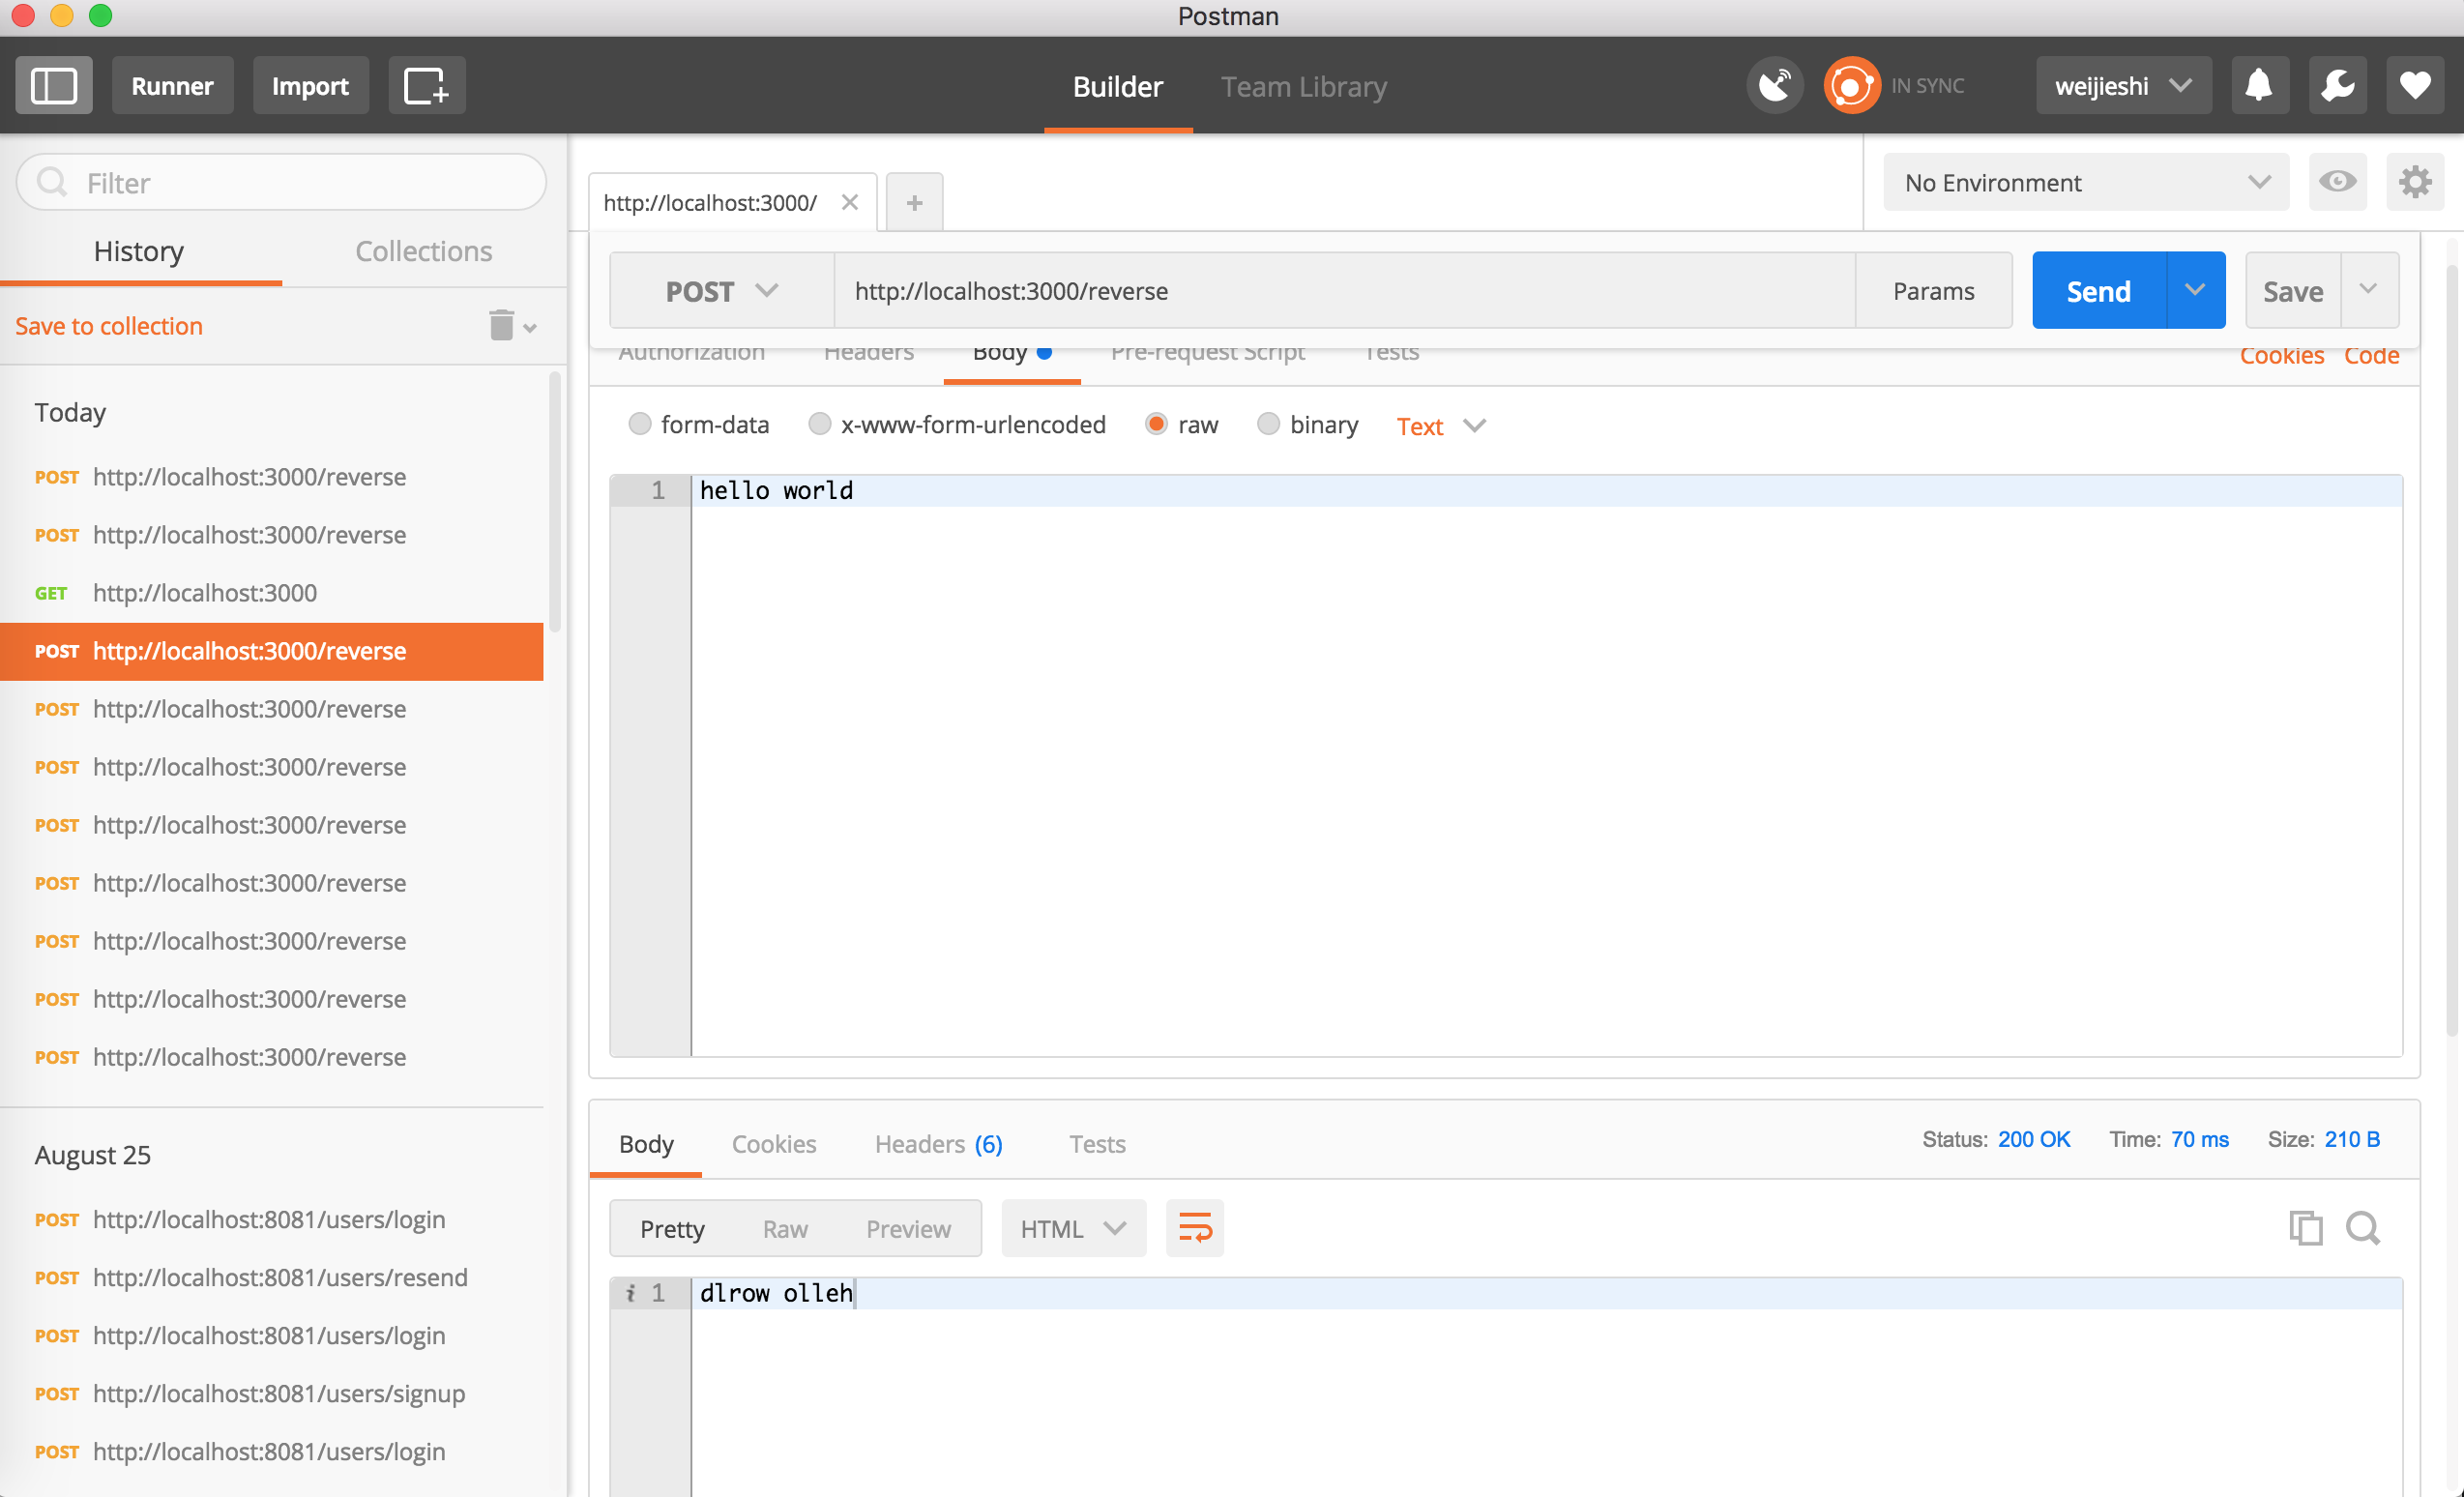 Postman
Runner Import Builder Team Library IN SYNC weijieshi
Filter
History Collections
Save to collection
Today
POST http://localhost:3000/reverse
POST http://localhost:3000/reverse
GET http://localhost:3000
POST http://localhost:3000/reverse
POST http://localhost:3000/reverse
POST http://localhost:3000/reverse
POST http://localhost:3000/reverse
POST http://localhost:3000/reverse
POST http://localhost:3000/reverse
POST http://localhost:3000/reverse
POST http://localhost:3000/reverse
August 25
POST http://localhost:8081/users/login
POST http://localhost:8081/users/resend
POST http://localhost:8081/users/login
POST http://localhost:8081/users/signup
POST http://localhost:8081/users/login
http://localhost:3000/ No Environment
POST http://localhost:3000/reverse Params Send Save
Authorization Headers Body Pre-request Script Tests Cookies Code
form-data x-www-form-urlencoded raw binary Text
1 hello world
Body Cookies Headers (6) Tests Status: 200 OK Time: 70 ms Size: 210 B
Pretty Raw Preview HTML
i 1 dlrow olleh